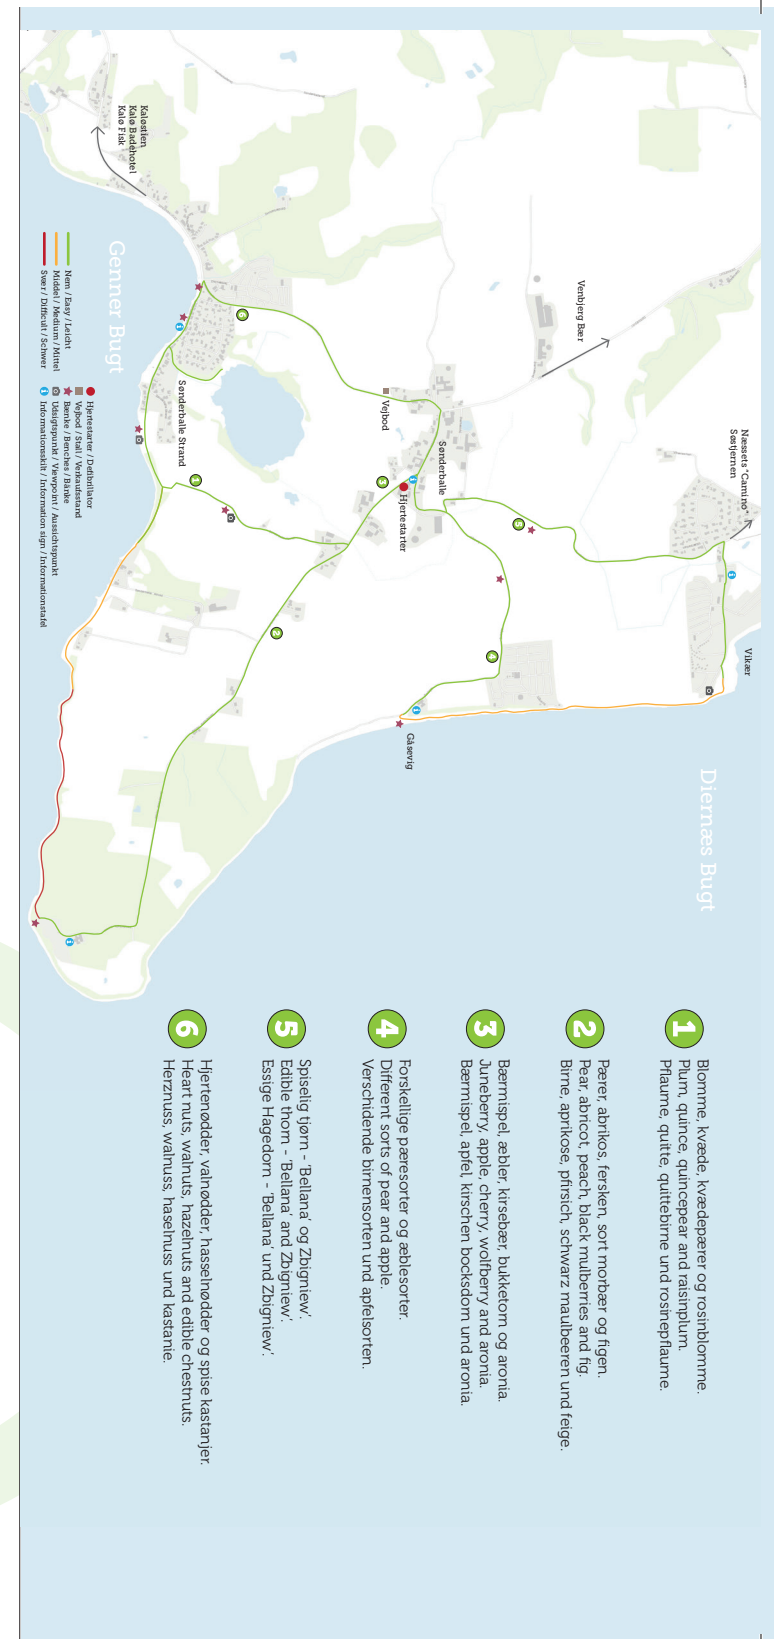 Kaløstien
Kalø Badehotel
Kalø Fisk
Genner Bugt
Nem / Easy / Leicht
Middel / Medium / Mittel
Svær / Difficult / Schwer
Hjertestarter / Defibrillator
Vejbod / Stall / Verkaufsstand
Bænke / Benches / Bänke
Udsigtspunkt / Viewpoint / Aussichtspunkt
Informationsskilt / Information sign / Informationstafel
Venbjerg Bær
Næssets "Camino"
Søstjernen
Vejbod
Sønderballe
Hjertestarter
Sønderballe Strand
Vikær
Gåsevig
Diernæs Bugt
6
3
1
5
2
4
1
Blomme, kvæde, kvædepærer og rosinblomme.
Plum, quince, quincepear and raisinplum.
Pflaume, quitte, quittebirne und rosinepflaume.
2
Pærer, abrikos, fersken, sort morbær og figen.
Pear, abricot, peach, black mulberries and fig.
Birne, aprikose, pfirsich, schwarz maulbeeren und feige.
3
Bærmispel, æbler, kirsebær, bukketorn og aronia.
Juneberry, apple, cherry, wolfberry and aronia.
Bærmispel, apfel, kirschen bocksdorn und aronia.
4
Forskellige pæresorter og æblesorter.
Different sorts of pear and apple.
Verschidende birnensorten und apfelsorten.
5
Spiselig tjørn - 'Bellana' og Zbigniew'.
Edible thorn - 'Bellana' and Zbigniew'.
Essige Hagedorn - 'Bellana' und Zbigniew'.
6
Hjertenødder, valnødder, hasselnødder og spise kastanjer.
Heart nuts, walnuts, hazelnuts and edible chestnuts.
Herznuss, walnuss, haselnuss und kastanie.